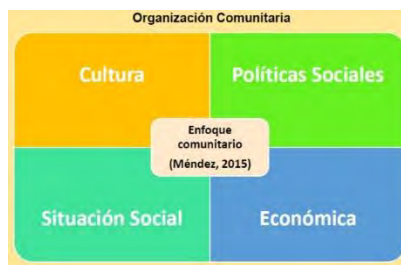 Organización Comunitaria
Cultura
Políticas Sociales
Enfoque
comunitario
(Méndez, 2015)
Situación Social
Económica